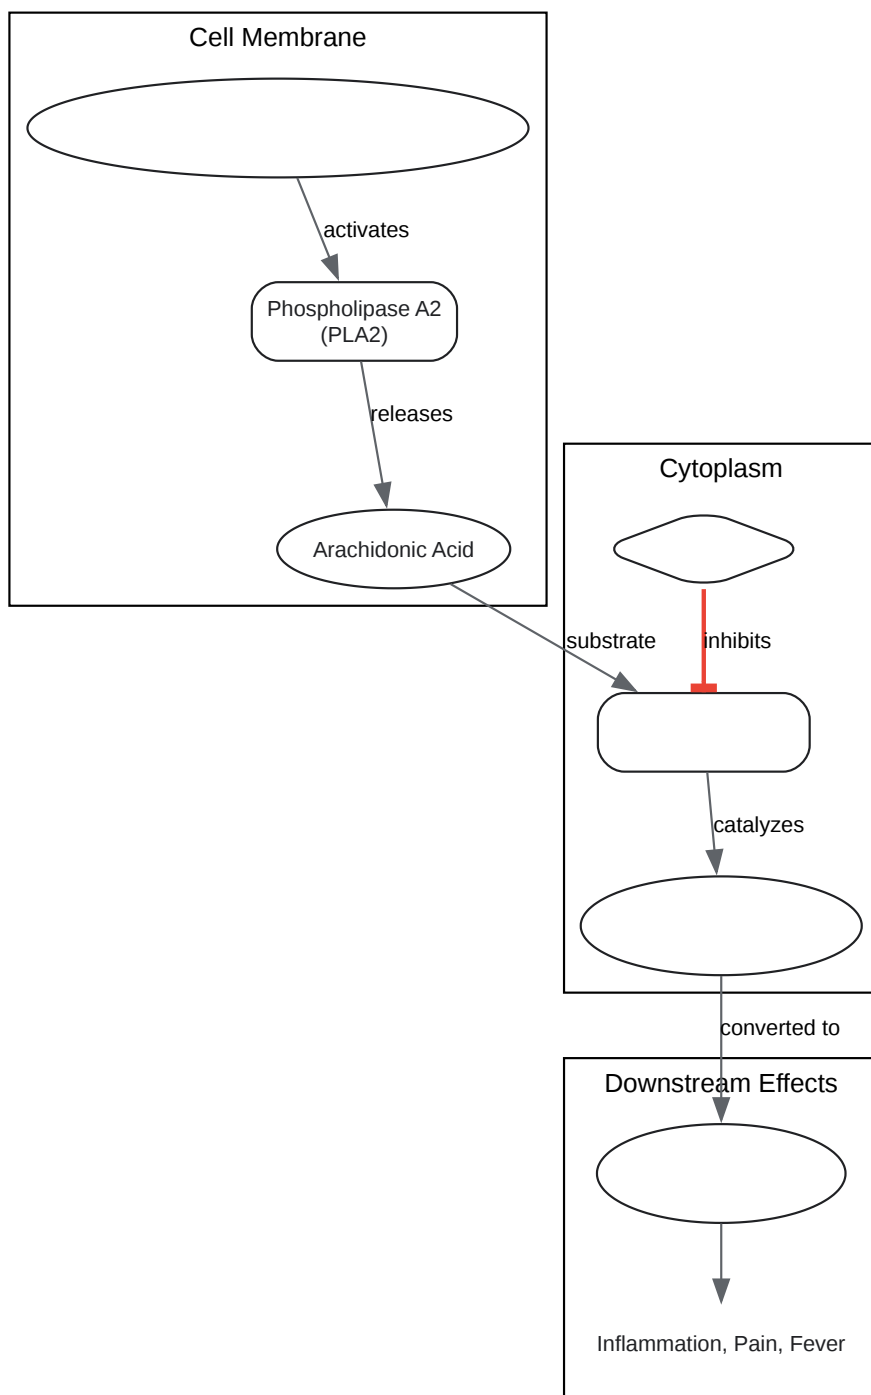 Cell Membrane
activates
Phospholipase A2
(PLA2)
releases
Arachidonic Acid
Cytoplasm
substrate
inhibits
catalyzes
converted to
Downstream Effects
Inflammation, Pain, Fever